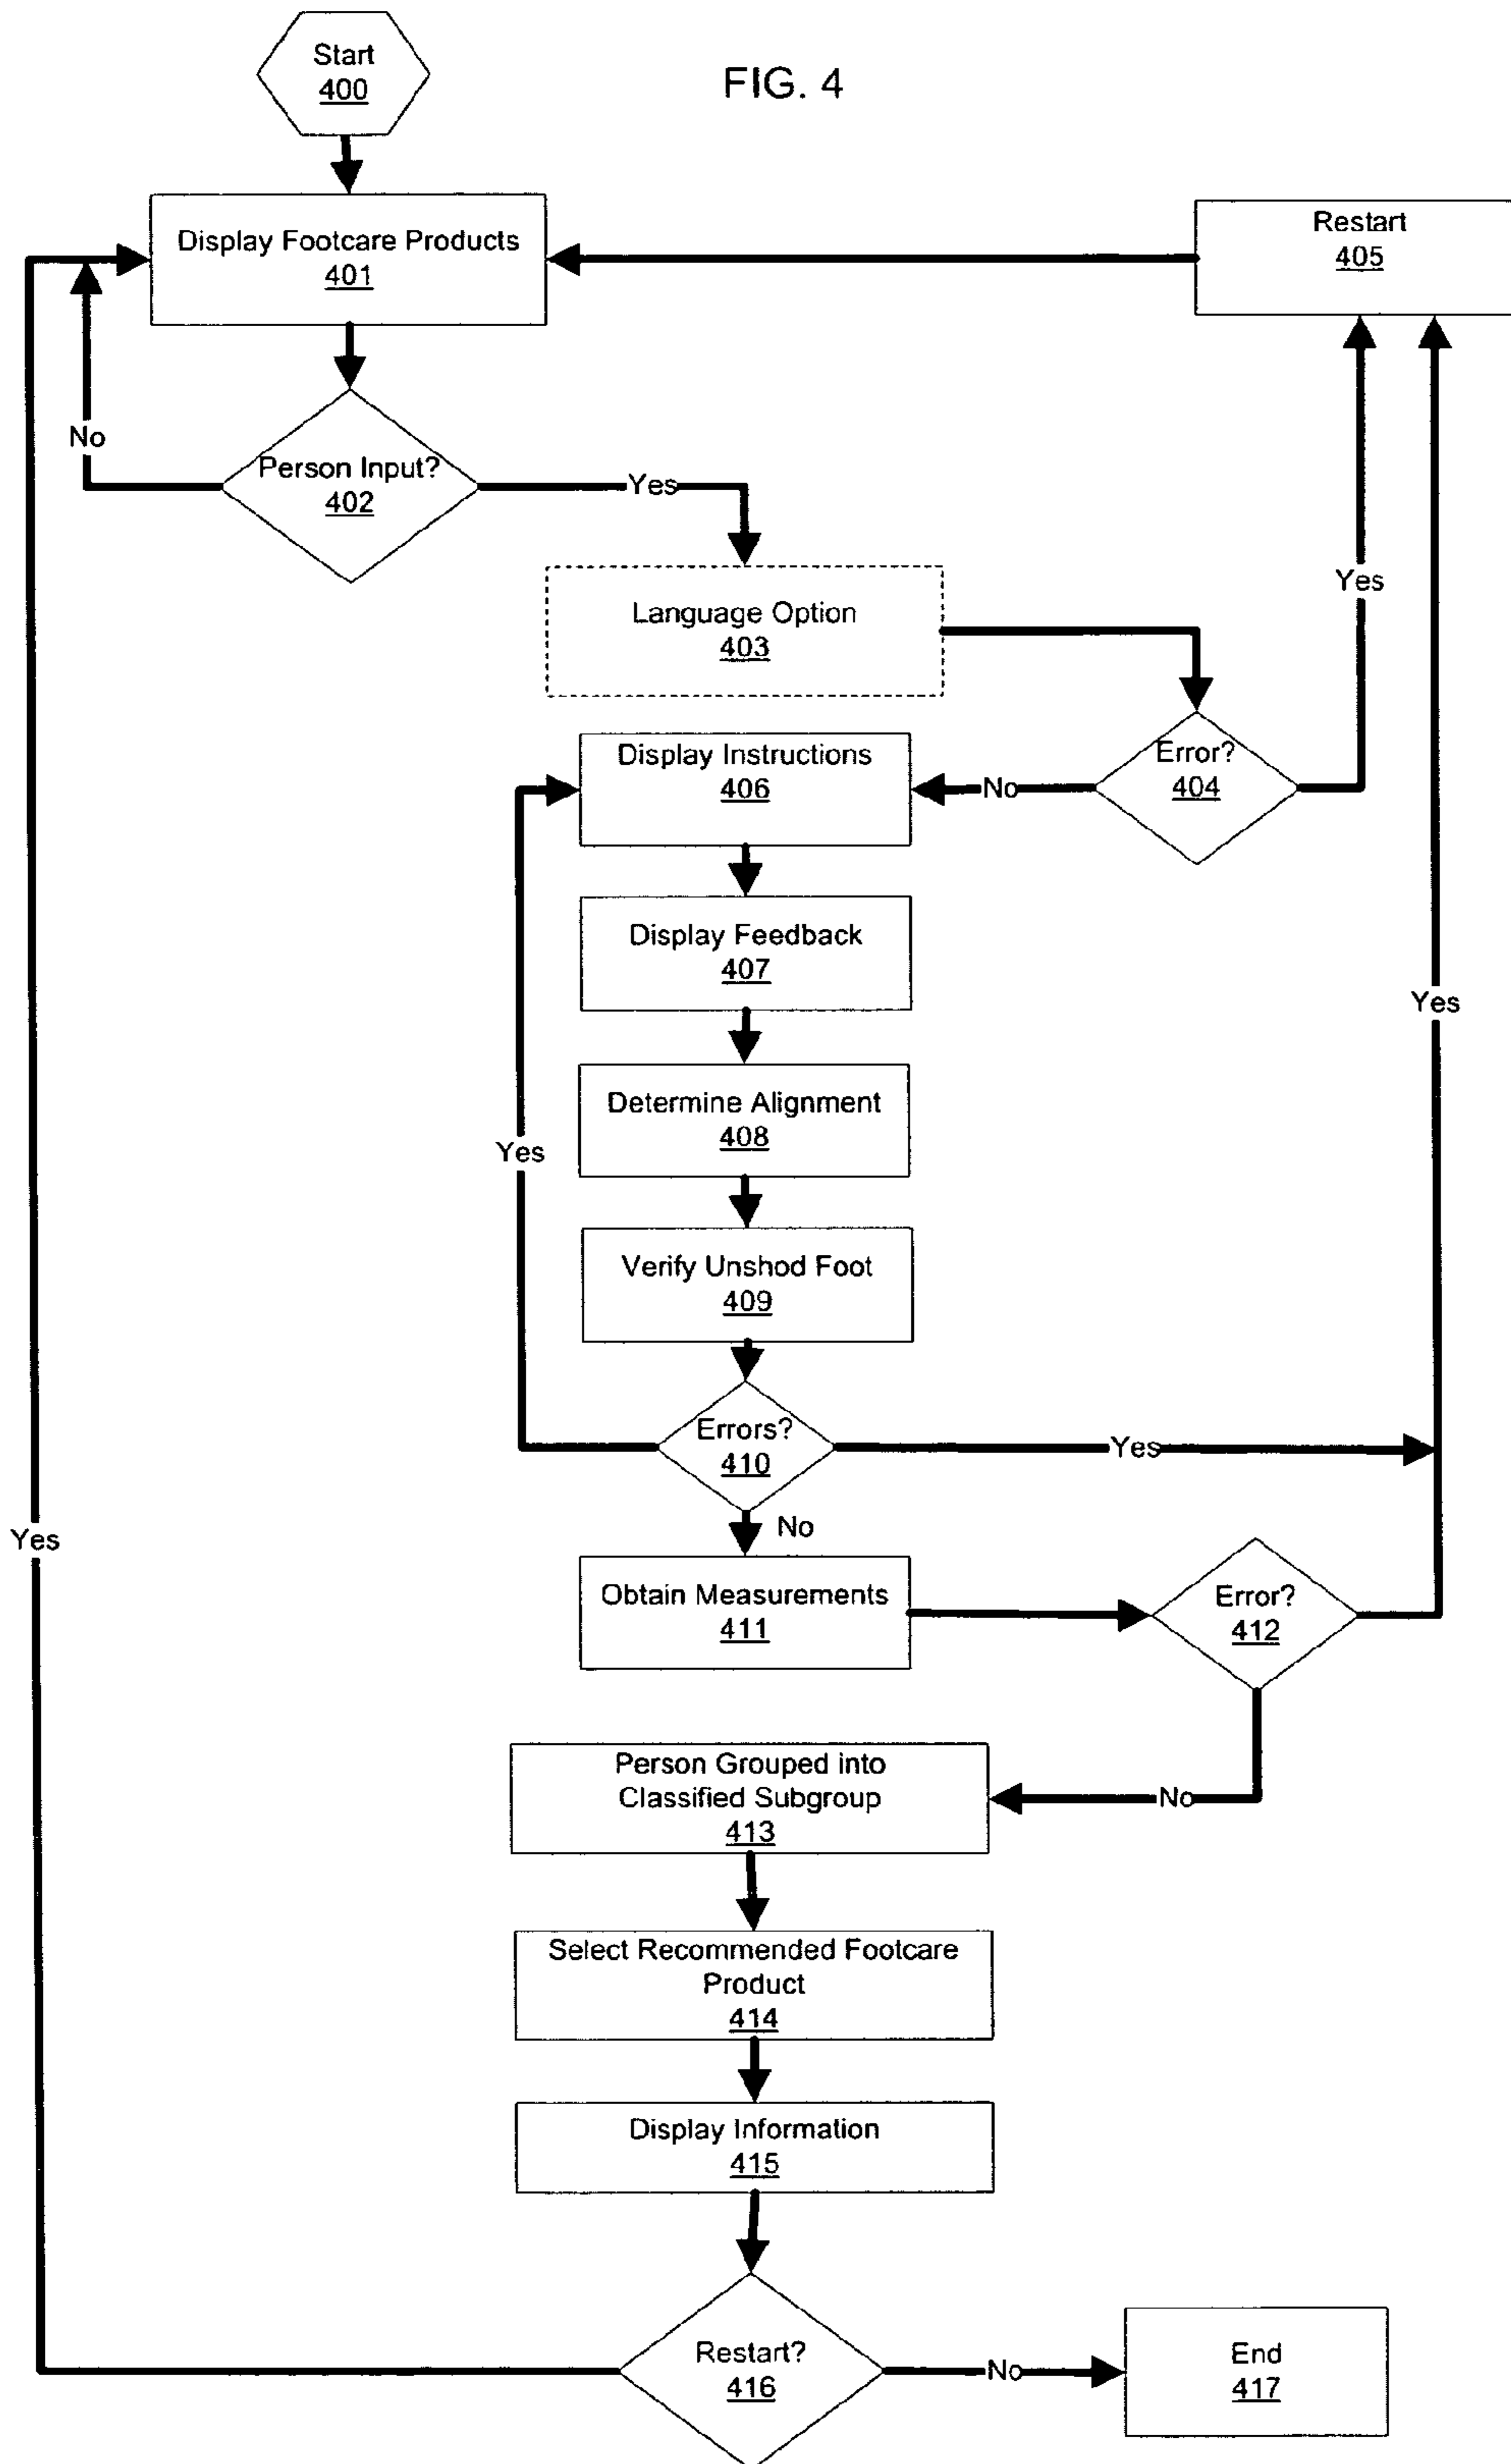 FIG. 4
Start
400
Display Footcare Products
401
Restart
405
No
Person Input?
402
Yes
Language Option
403
Yes
Error?
404
No
Display Instructions
406
Display Feedback
407
Yes
Determine Alignment
408
Yes
Verify Unshod Foot
409
Errors?
410
Yes
No
Yes
Obtain Measurements
411
Error?
412
Person Grouped into
Classified Subgroup
413
No
Select Recommended Footcare
Product
414
Display Information
415
Restart?
416
No
End
417